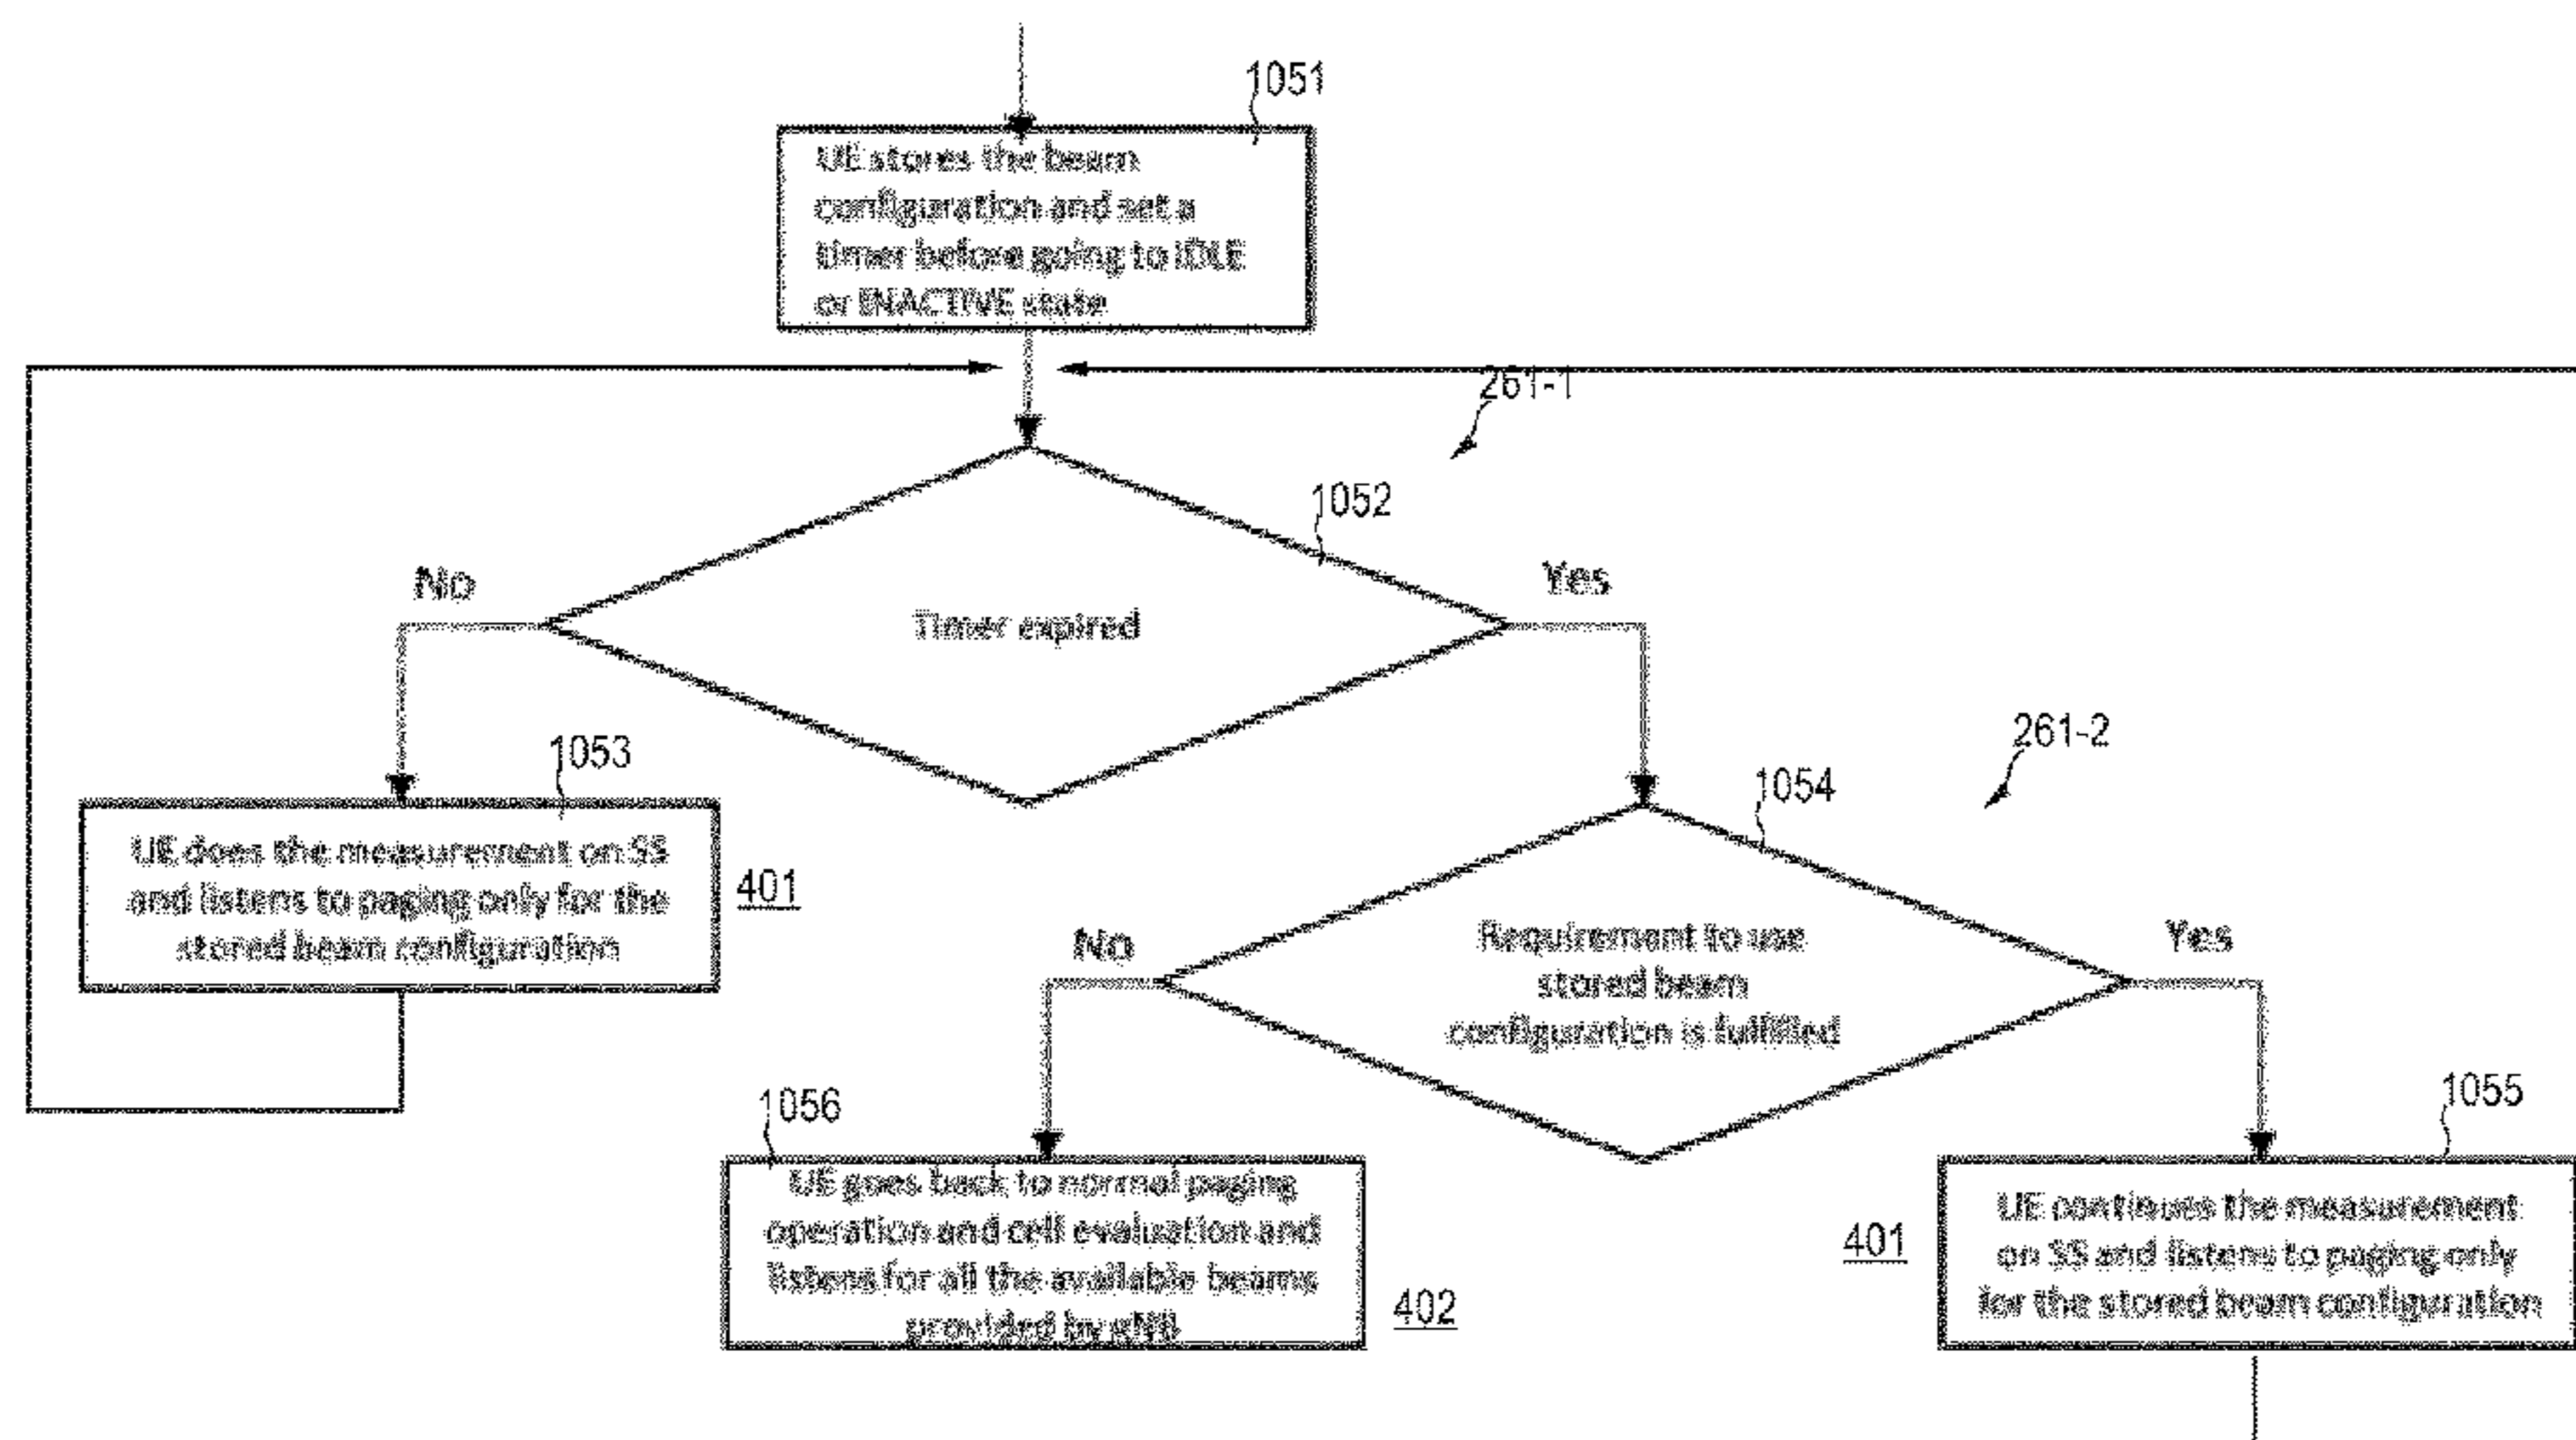 1051
UE stores the beam
configuration and set a
timer before going to IDLE
or INACTIVE state
261-1
1052
No
Yes
Timer expired
261-2
1053
1054
UE does the measurement on SS
and listens to paging only for the
stored beam configuration
401
No
Requirement to use
stored beam
configuration is fulfilled
Yes
1056
1055
UE goes back to normal paging
operation and cell evaluation and
listens for all the available beams
provided by eNB
402
401
UE continues the measurement
on SS and listens to paging only
for the stored beam configuration